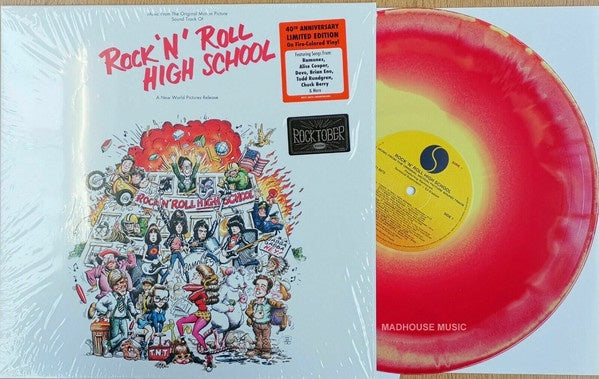 Music From The Original Motion Picture
Sound Track Of
ROCK 'N' ROLL
HIGH SCHOOL
A New World Pictures Release
40TH ANNIVERSARY
LIMITED EDITION
On Fire-Colored Vinyl
Featuring Songs From:
Ramones,
Alice Cooper,
Devo, Brian Eno,
Todd Rundgren,
Chuck Berry
& More
ROCKTOBER
ROCK 'N' ROLL HIGH SCHOOL
T.N.T.
ROCK 'N' ROLL HIGH SCHOOL
SIDE 1
MADHOUSE MUSIC